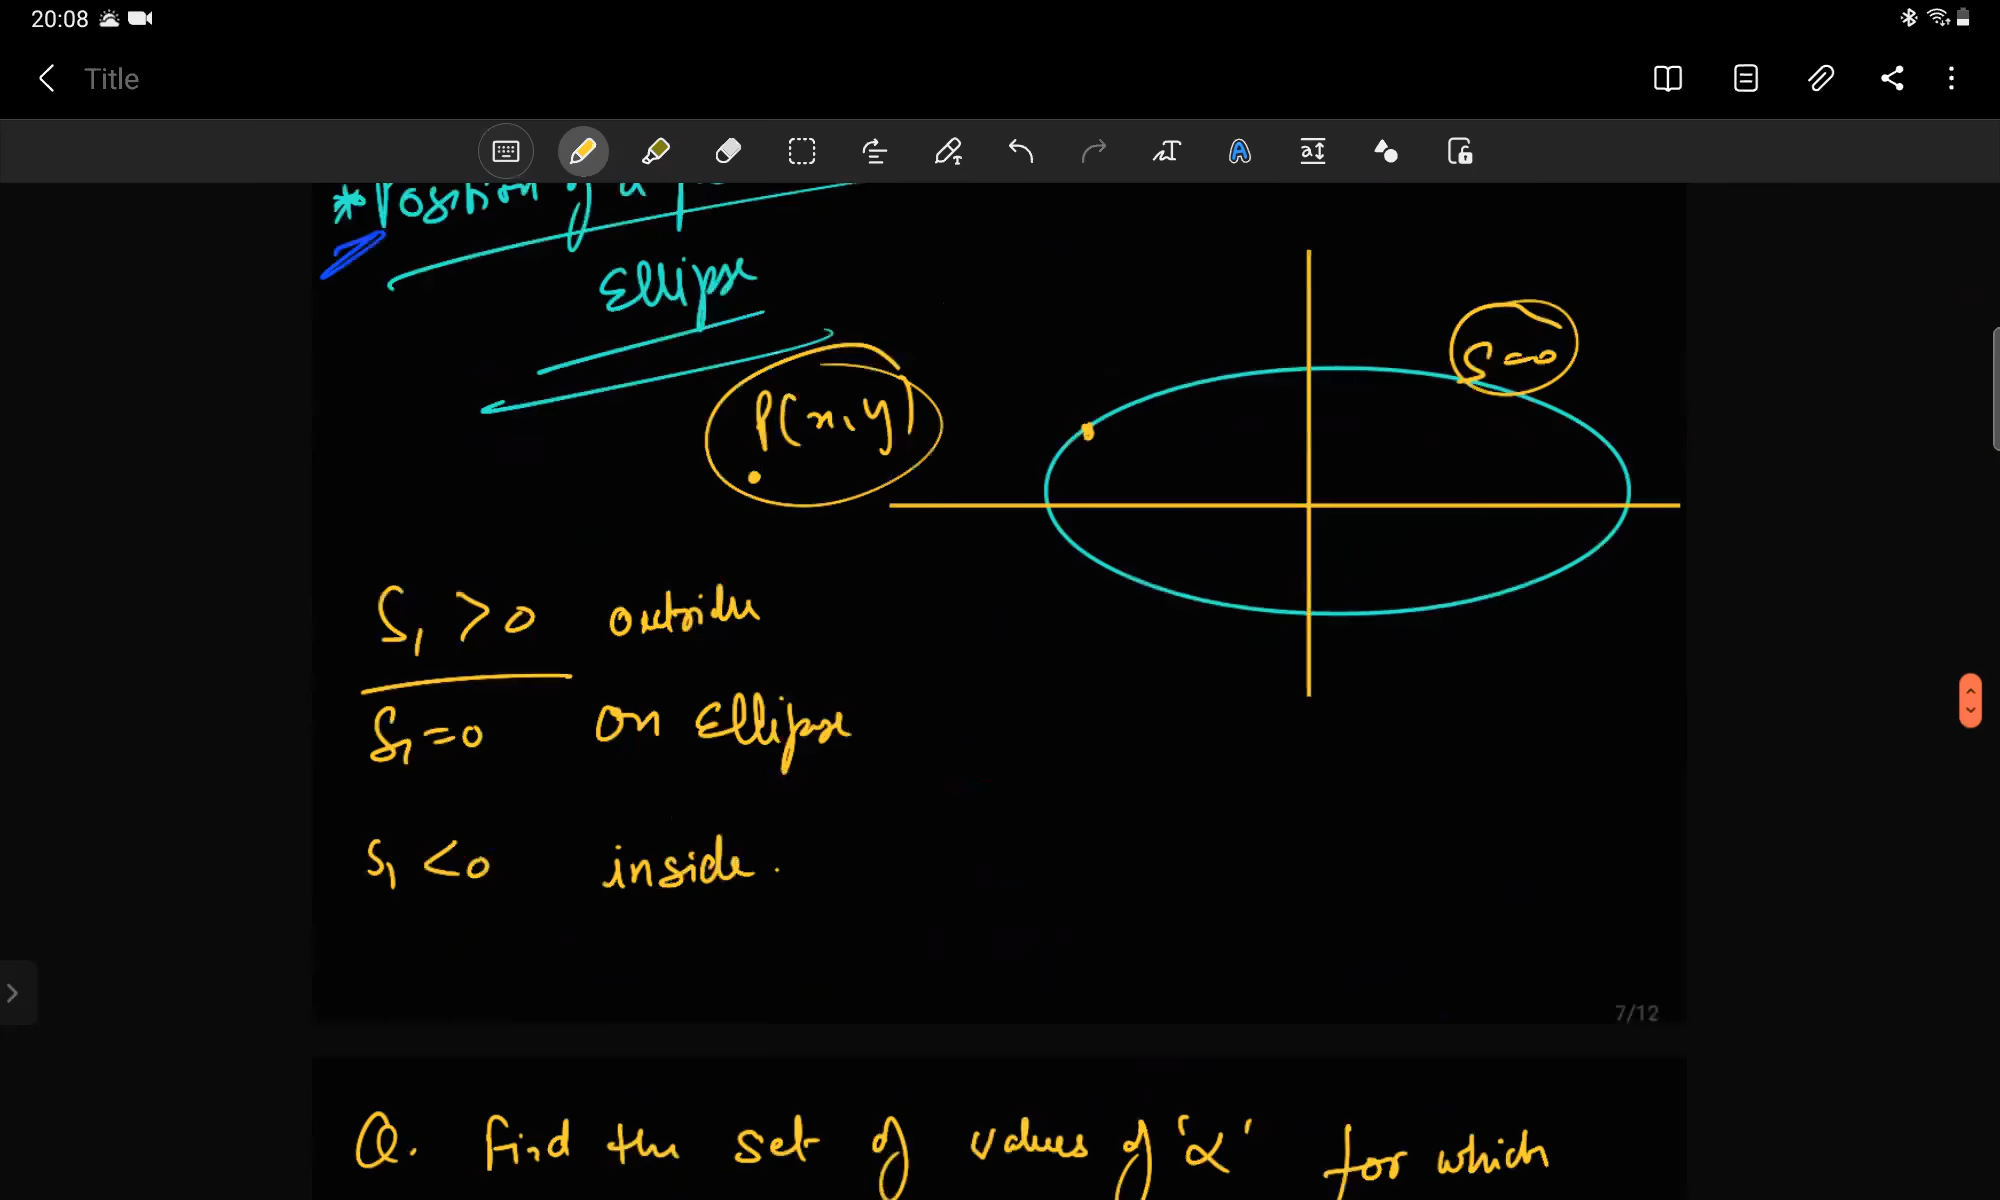 20:08
Title
*Position of a
Ellipse
S=0
P(x,y)
S₁ >0 outside
S₁=0 on Ellipse
S₁ <0 inside.
7/12
Q. Find the set of values of 'α' for which